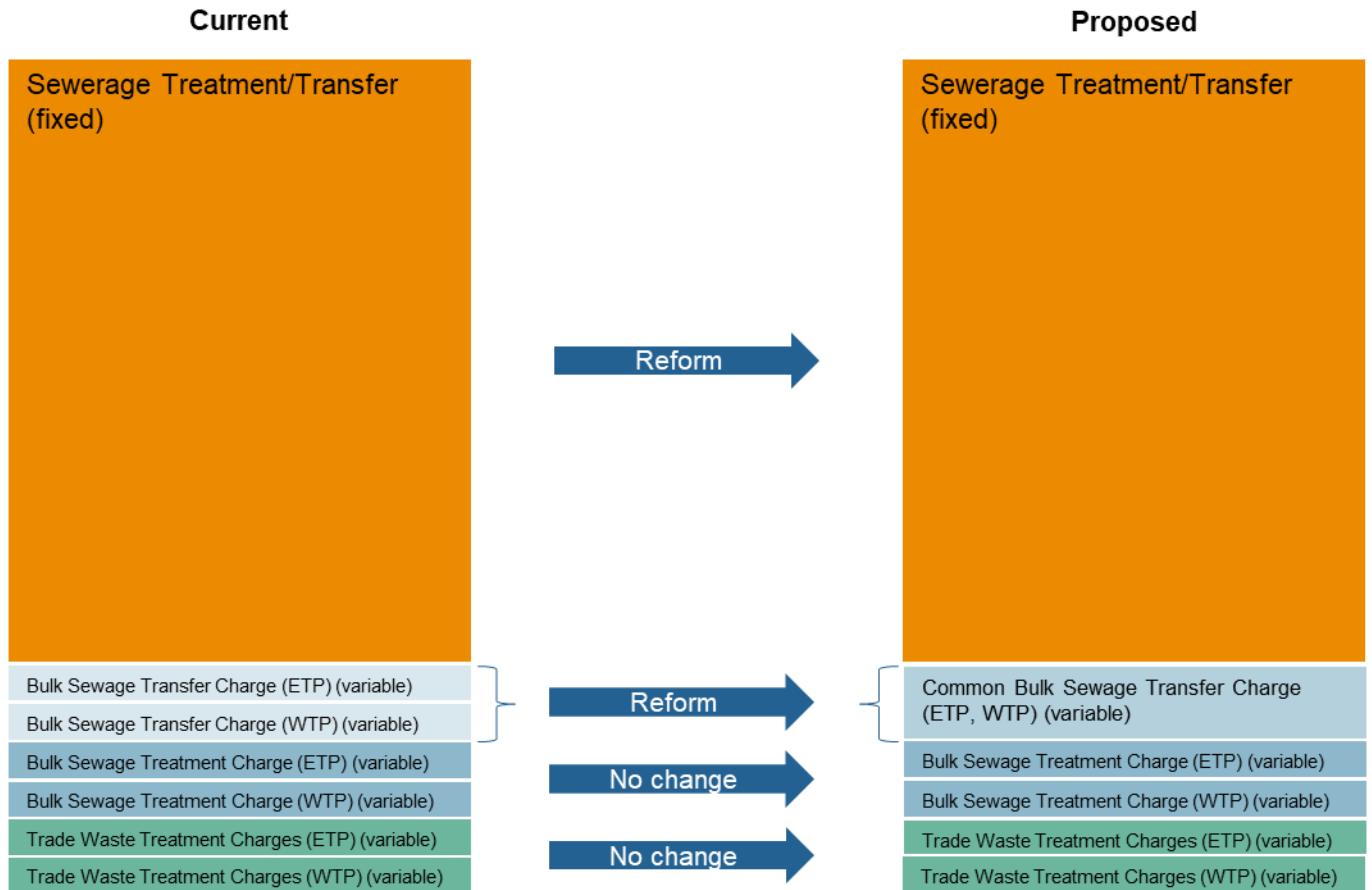 Current
Proposed
Sewerage Treatment/Transfer
(fixed)
Sewerage Treatment/Transfer
(fixed)
Reform
Bulk Sewage Transfer Charge (ETP) (variable)
Bulk Sewage Transfer Charge (WTP) (variable)
Reform
Common Bulk Sewage Transfer Charge
(ETP, WTP) (variable)
Bulk Sewage Treatment Charge (ETP) (variable)
Bulk Sewage Treatment Charge (WTP) (variable)
No change
Bulk Sewage Treatment Charge (ETP) (variable)
Bulk Sewage Treatment Charge (WTP) (variable)
Trade Waste Treatment Charges (ETP) (variable)
Trade Waste Treatment Charges (WTP) (variable)
No change
Trade Waste Treatment Charges (ETP) (variable)
Trade Waste Treatment Charges (WTP) (variable)